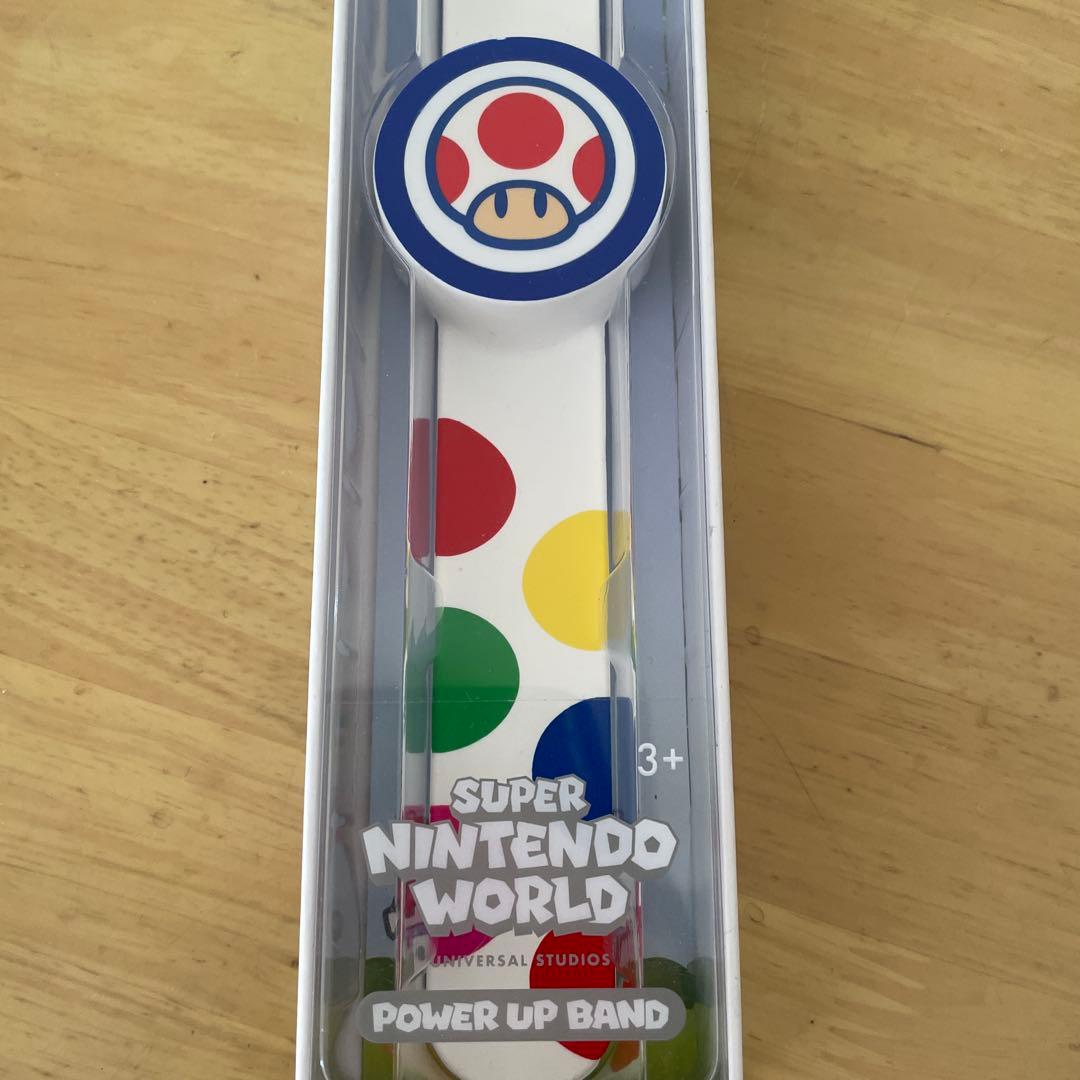 3+
SUPER
NINTENDO
WORLD
UNIVERSAL STUDIOS
POWER UP BAND